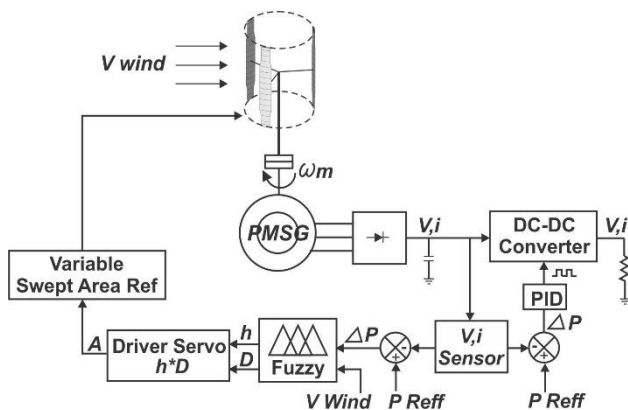 V wind
ωm
PMSG
V,i
DC-DC
Converter
V,i
Variable
Swept Area Ref
PID
ΔP
A
Driver Servo
h*D
h
D
Fuzzy
ΔP
-
+
V,i
Sensor
-
+
V Wind
P Reff
P Reff